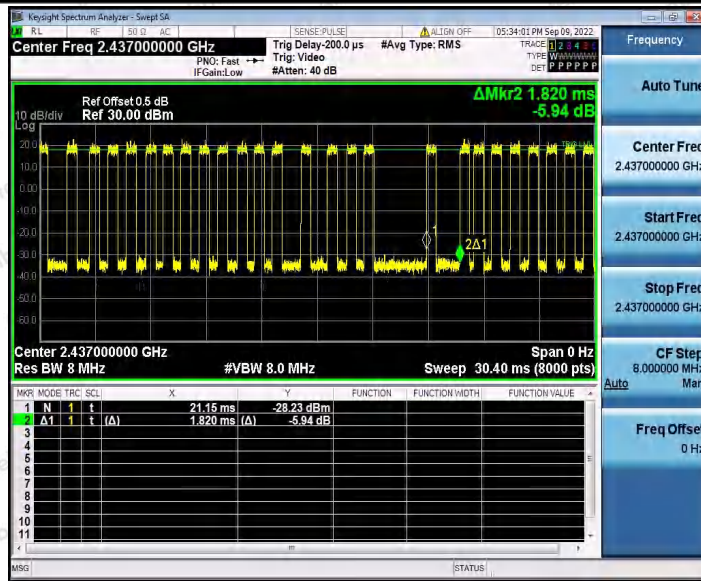 Keysight Spectrum Analyzer - Swept SA
RL RF 50 Ω AC SENSE:PULSE ALIGN OFF 05:34:01 PM Sep 09, 2022
Center Freq 2.437000000 GHz
PNO: Fast
IFGain:Low
Trig Delay-200.0 µs
Trig: Video
#Atten: 40 dB
#Avg Type: RMS
TRACE 1 2 3 4 5 6
TYPE
DET P P P P P P
ΔMkr2 1.820 ms
-5.94 dB
Ref Offset 0.5 dB
10 dB/div Ref 30.00 dBm
Log
20.0
10.0
0.00
-10.0
-20.0
-30.0
-40.0
-50.0
-60.0
1
2Δ1
Center 2.437000000 GHz Span 0 Hz
Res BW 8 MHz #VBW 8.0 MHz Sweep 30.40 ms (8000 pts)
MKR MODE TRC SCL X Y FUNCTION FUNCTION WIDTH FUNCTION VALUE
1 N 1 t 21.15 ms -28.23 dBm
2 Δ1 1 t (Δ) 1.820 ms (Δ) -5.94 dB
3
4
5
6
7
8
9
10
11
MSG STATUS
Frequency
Auto Tune
Center Freq
2.437000000 GHz
Start Freq
2.437000000 GHz
Stop Freq
2.437000000 GHz
CF Step
8.000000 MHz
Auto Man
Freq Offset
0 Hz